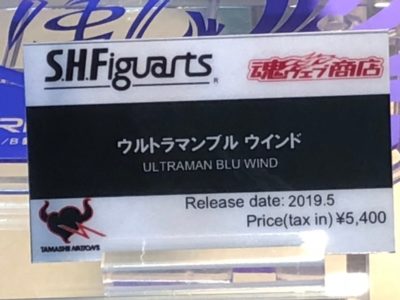 S.H.Figuarts
魂ウェブ商店
ウルトラマンブル ウインド
ULTRAMAN BLU WIND
Release date: 2019.5
Price(tax in) ¥5,400
TAMASHII NATIONS